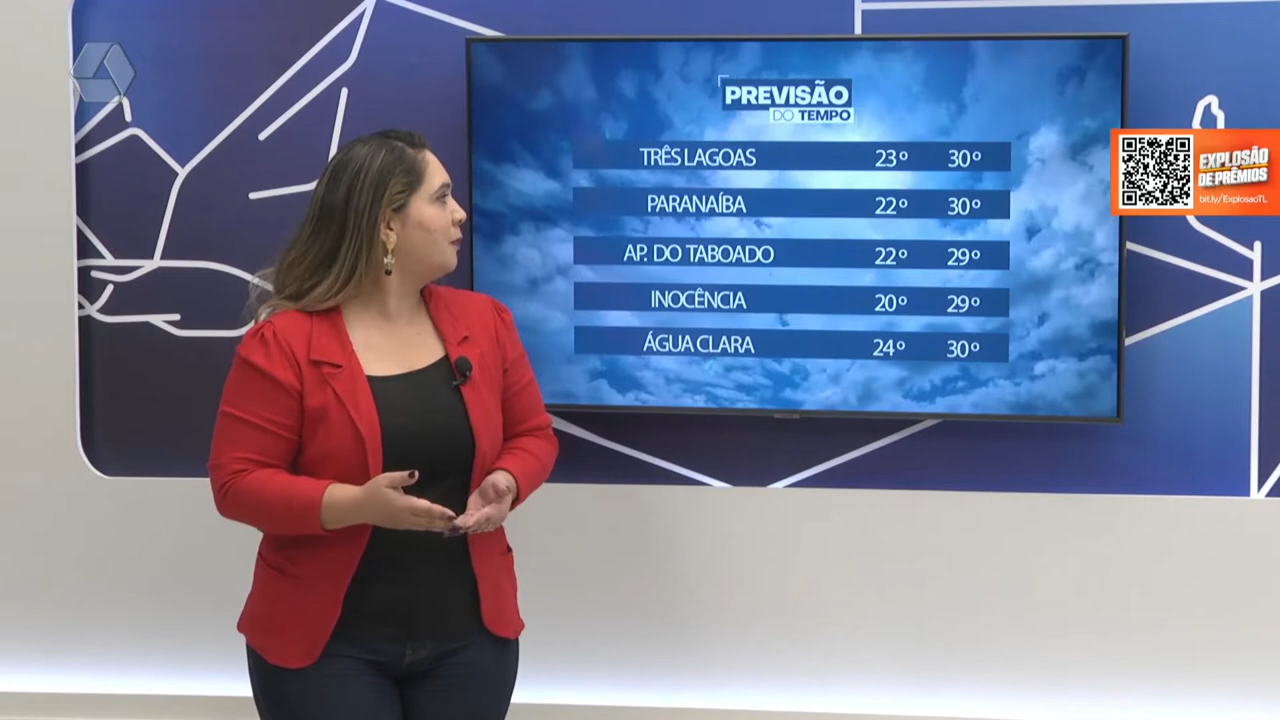 PREVISÃO
DO TEMPO
TRÊS LAGOAS 23º 30º
PARANAÍBA 22º 30º
AP. DO TABOADO 22º 29º
INOCÊNCIA 20º 29º
ÁGUA CLARA 24º 30º
EXPLOSÃO
DE PRÊMIOS
bit.ly/ExplosaoTL